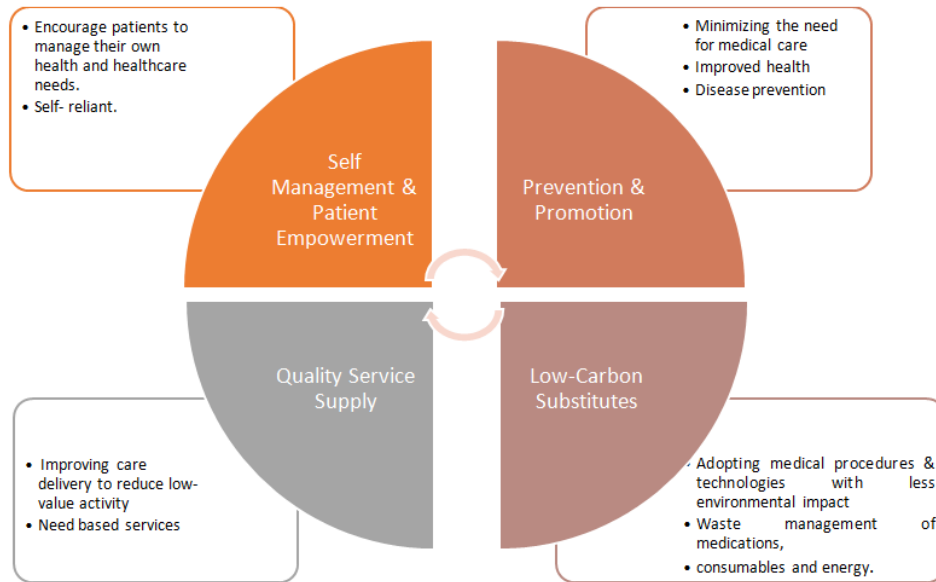 • Encourage patients to
manage their own
health and healthcare
needs.
• Self- reliant.
• Minimizing the need
for medical care
• Improved health
• Disease prevention
Self
Management &
Patient
Empowerment
Prevention &
Promotion
Quality Service
Supply
Low-Carbon
Substitutes
• Improving care
delivery to reduce low-
value activity
• Need based services
• Adopting medical procedures &
technologies with less
environmental impact
• Waste management of
medications,
• consumables and energy.